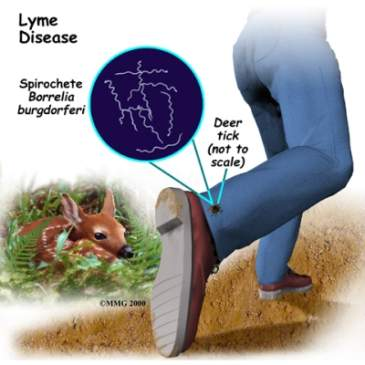 Lyme
Disease
Spirochete
Borrelia
burgdorferi
Deer
tick
(not to
scale)
©MMG 2000